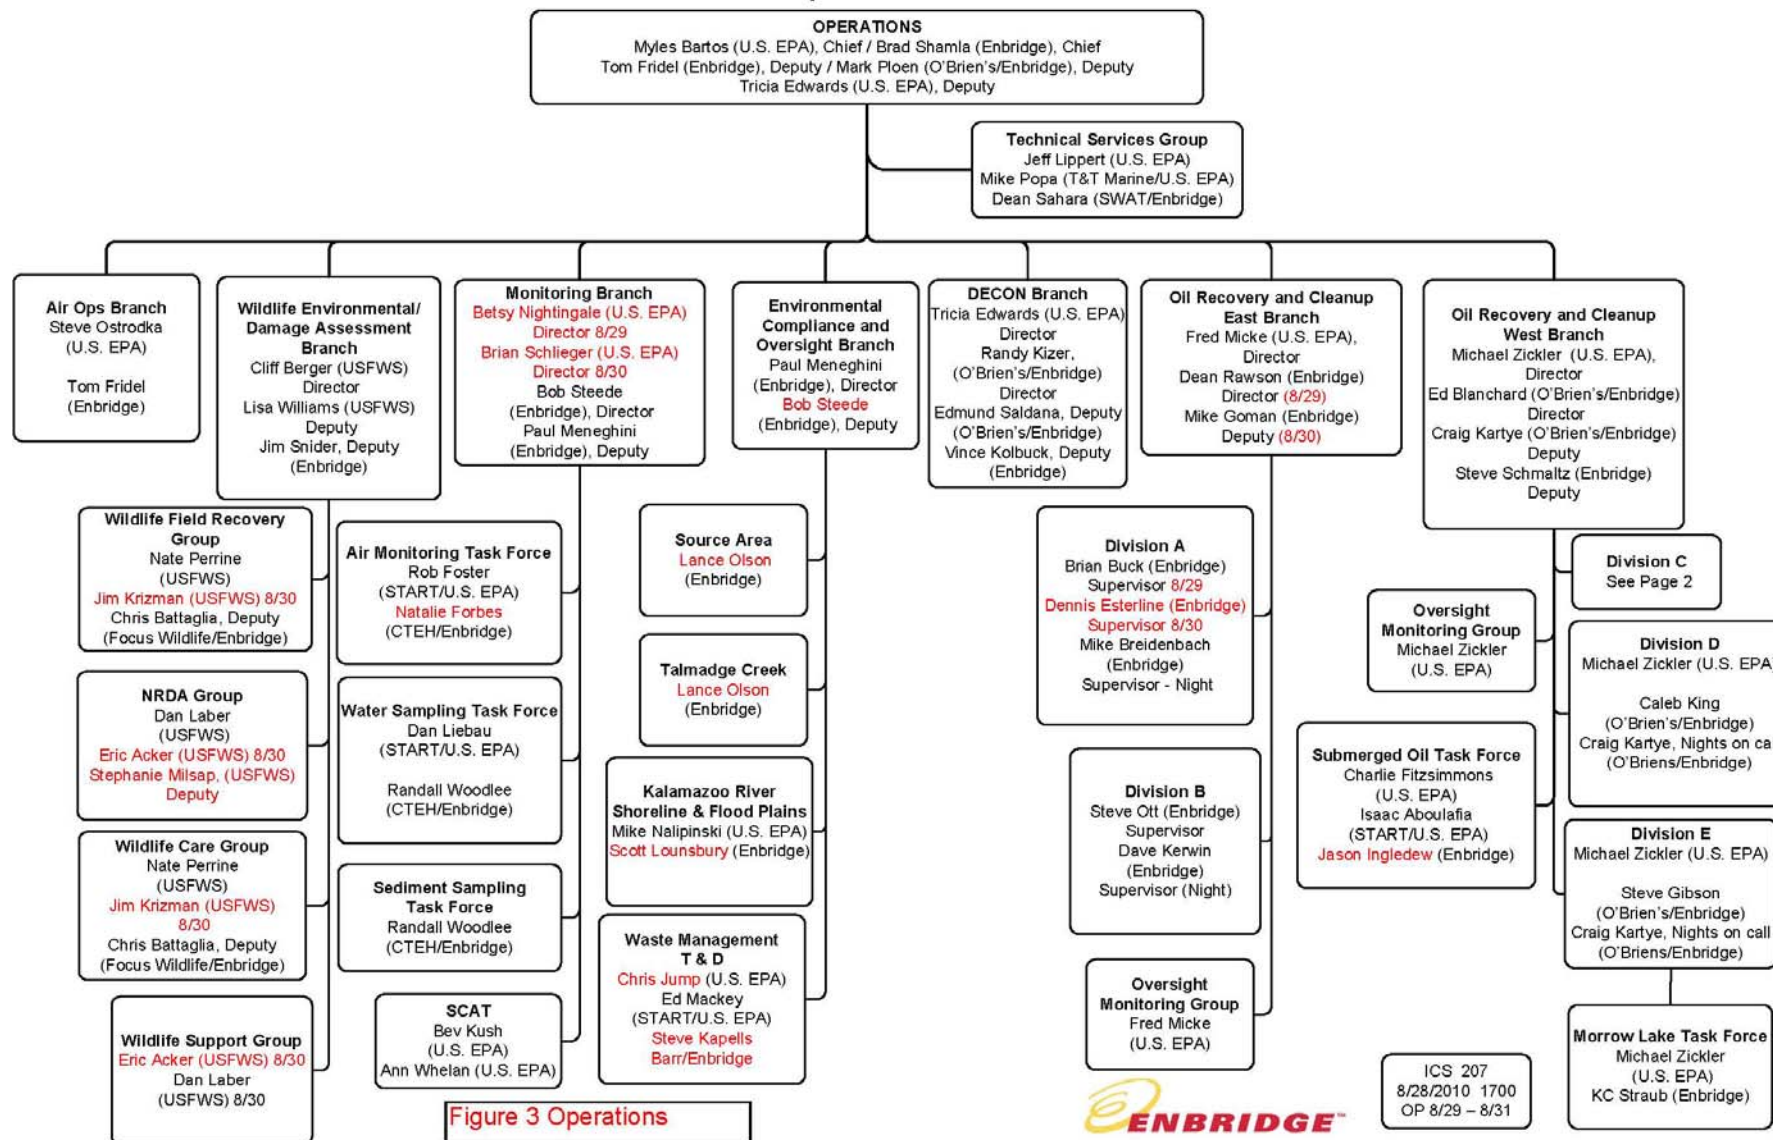 OPERATIONS
Myles Bartos (U.S. EPA), Chief / Brad Shamla (Enbridge), Chief
Tom Fridel (Enbridge), Deputy / Mark Ploen (O'Brien's/Enbridge), Deputy
Tricia Edwards (U.S. EPA), Deputy
Technical Services Group
Jeff Lippert (U.S. EPA)
Mike Popa (T&T Marine/U.S. EPA)
Dean Sahara (SWAT/Enbridge)
Air Ops Branch
Steve Ostrodka
(U.S. EPA)
Tom Fridel
(Enbridge)
Wildlife Environmental/
Damage Assessment
Branch
Cliff Berger (USFWS)
Director
Lisa Williams (USFWS)
Deputy
Jim Snider, Deputy
(Enbridge)
Monitoring Branch
Betsy Nightingale (U.S. EPA)
Director 8/29
Brian Schlieger (U.S. EPA)
Director 8/30
Bob Steede
(Enbridge), Director
Paul Meneghini
(Enbridge), Deputy
Environmental
Compliance and
Oversight Branch
Paul Meneghini
(Enbridge), Director
Bob Steede
(Enbridge), Deputy
DECON Branch
Tricia Edwards (U.S. EPA)
Director
Randy Kizer,
(O'Brien's/Enbridge)
Director
Edmund Saldana, Deputy
(O'Brien's/Enbridge)
Vince Kolbuck, Deputy
(Enbridge)
Oil Recovery and Cleanup
East Branch
Fred Micke (U.S. EPA),
Director
Dean Rawson (Enbridge)
Director (8/29)
Mike Goman (Enbridge)
Deputy (8/30)
Oil Recovery and Cleanup
West Branch
Michael Zickler (U.S. EPA),
Director
Ed Blanchard (O'Brien's/Enbridge)
Director
Craig Kartye (O'Brien's/Enbridge)
Deputy
Steve Schmaltz (Enbridge)
Deputy
Wildlife Field Recovery
Group
Nate Perrine
(USFWS)
Jim Krizman (USFWS) 8/30
Chris Battaglia, Deputy
(Focus Wildlife/Enbridge)
NRDA Group
Dan Laber
(USFWS)
Eric Acker (USFWS) 8/30
Stephanie Milsap, (USFWS)
Deputy
Wildlife Care Group
Nate Perrine
(USFWS)
Jim Krizman (USFWS)
8/30
Chris Battaglia, Deputy
(Focus Wildlife/Enbridge)
Wildlife Support Group
Eric Acker (USFWS) 8/30
Dan Laber
(USFWS) 8/30
Air Monitoring Task Force
Rob Foster
(START/U.S. EPA)
Natalie Forbes
(CTEH/Enbridge)
Water Sampling Task Force
Dan Liebau
(START/U.S. EPA)
Randall Woodlee
(CTEH/Enbridge)
Sediment Sampling
Task Force
Randall Woodlee
(CTEH/Enbridge)
SCAT
Bev Kush
(U.S. EPA)
Ann Whelan (U.S. EPA)
Source Area
Lance Olson
(Enbridge)
Talmadge Creek
Lance Olson
(Enbridge)
Kalamazoo River
Shoreline & Flood Plains
Mike Nalipinski (U.S. EPA)
Scott Lounsbury (Enbridge)
Waste Management
T & D
Chris Jump (U.S. EPA)
Ed Mackey
(START/U.S. EPA)
Steve Kapells
Barr/Enbridge
Division A
Brian Buck (Enbridge)
Supervisor 8/29
Dennis Esterline (Enbridge)
Supervisor 8/30
Mike Breidenbach
(Enbridge)
Supervisor - Night
Division B
Steve Ott (Enbridge)
Supervisor
Dave Kerwin
(Enbridge)
Supervisor (Night)
Oversight
Monitoring Group
Fred Micke
(U.S. EPA)
Oversight
Monitoring Group
Michael Zickler
(U.S. EPA)
Submerged Oil Task Force
Charlie Fitzsimmons
(U.S. EPA)
Isaac Aboulafia
(START/U.S. EPA)
Jason Ingledew (Enbridge)
Division C
See Page 2
Division D
Michael Zickler (U.S. EPA)
Caleb King
(O'Brien's/Enbridge)
Craig Kartye, Nights on ca
(O'Briens/Enbridge)
Division E
Michael Zickler (U.S. EPA)
Steve Gibson
(O'Brien's/Enbridge)
Craig Kartye, Nights on call
(O'Briens/Enbridge)
Morrow Lake Task Force
Michael Zickler
(U.S. EPA)
KC Straub (Enbridge)
Figure 3 Operations
ENBRIDGE™
ICS 207
8/28/2010 1700
OP 8/29 – 8/31